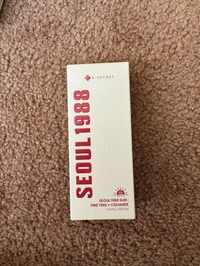 K-SECRET
SEOUL 1988
SEOUL 1988 SUN :
PINE TREE + CERAMIDE